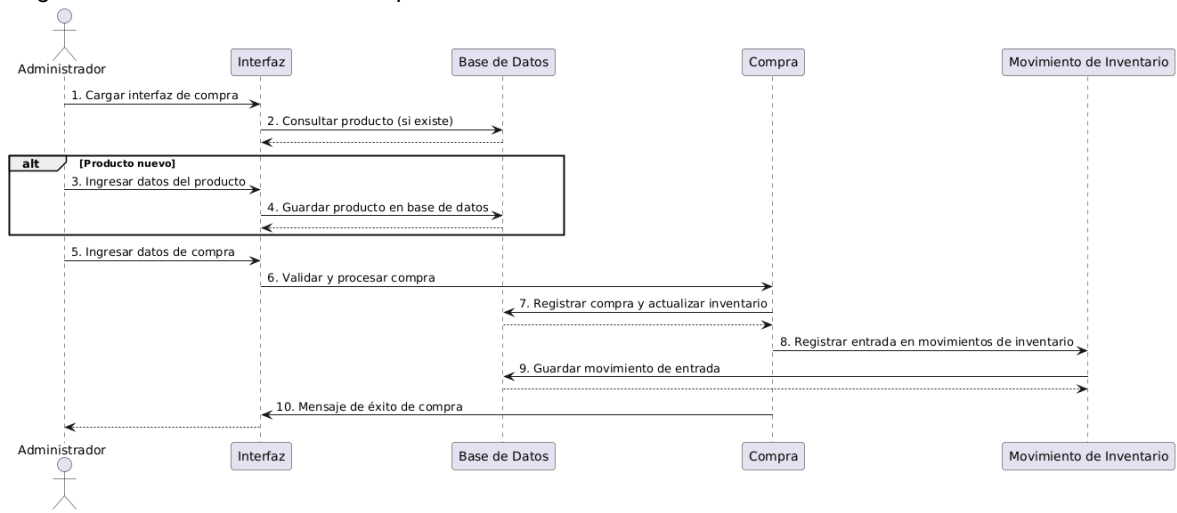 Administrador
Interfaz
Base de Datos
Compra
Movimiento de Inventario
1. Cargar interfaz de compra
2. Consultar producto (si existe)
alt [Producto nuevo]
3. Ingresar datos del producto
4. Guardar producto en base de datos
5. Ingresar datos de compra
6. Validar y procesar compra
7. Registrar compra y actualizar inventario
8. Registrar entrada en movimientos de inventario
9. Guardar movimiento de entrada
10. Mensaje de éxito de compra
Administrador
Interfaz
Base de Datos
Compra
Movimiento de Inventario